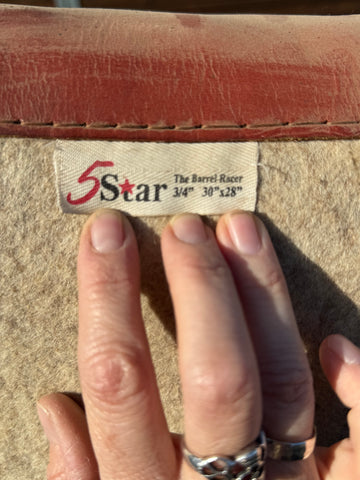 5Star
The Barrel Racer
3/4" 30"x28"